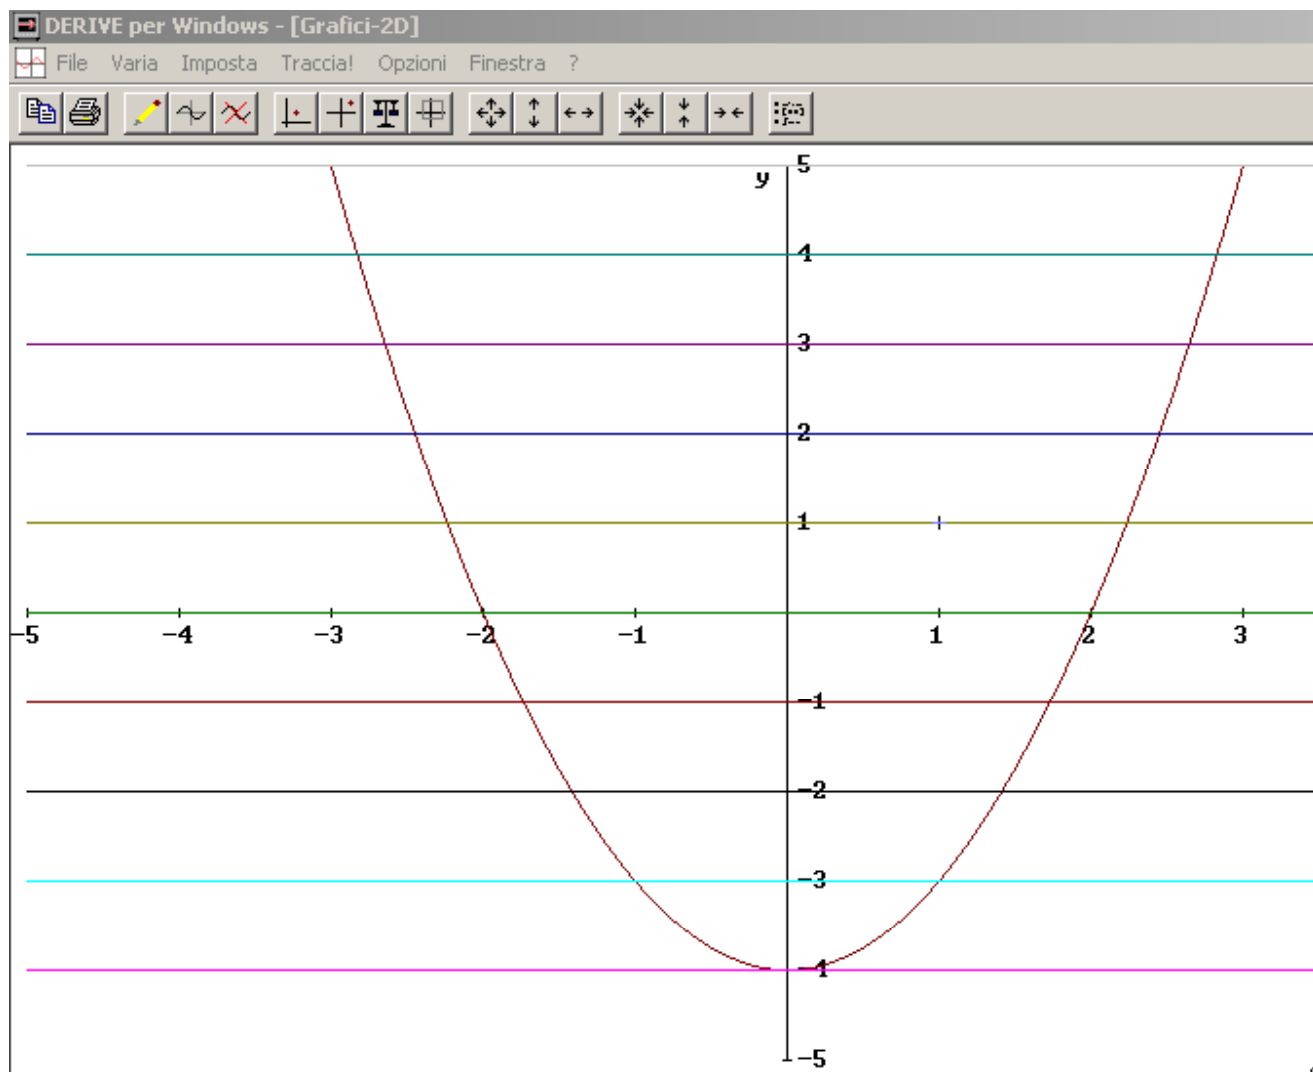 DERIVE per Windows - [Grafici-2D]
File Varia Imposta Traccia! Opzioni Finestra ?
5
y
4
3
2
1
-5 -4 -3 -2 -1 1 2 3
-1
-2
-3
-4
-5